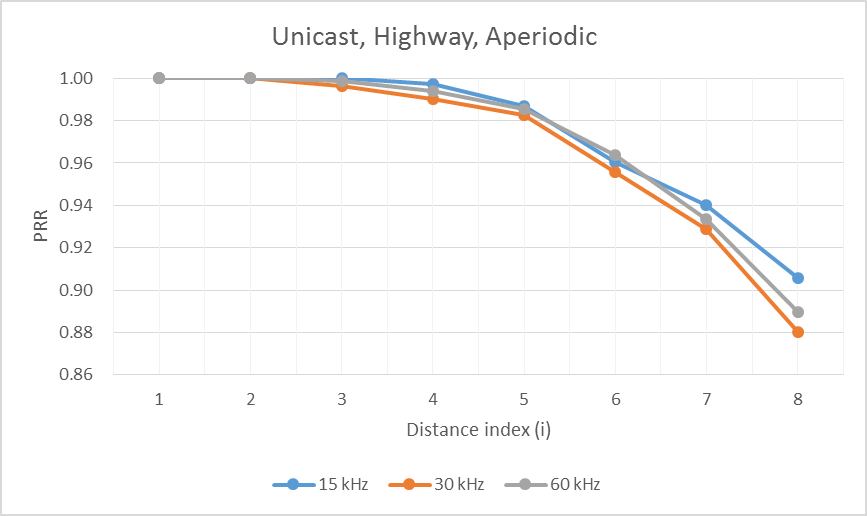 Unicast, Highway, Aperiodic
1.00
0.98
0.96
0.94
0.92
0.90
0.88
0.86
PRR
1 2 3 4 5 6 7 8
Distance index (i)
15 kHz 30 kHz 60 kHz